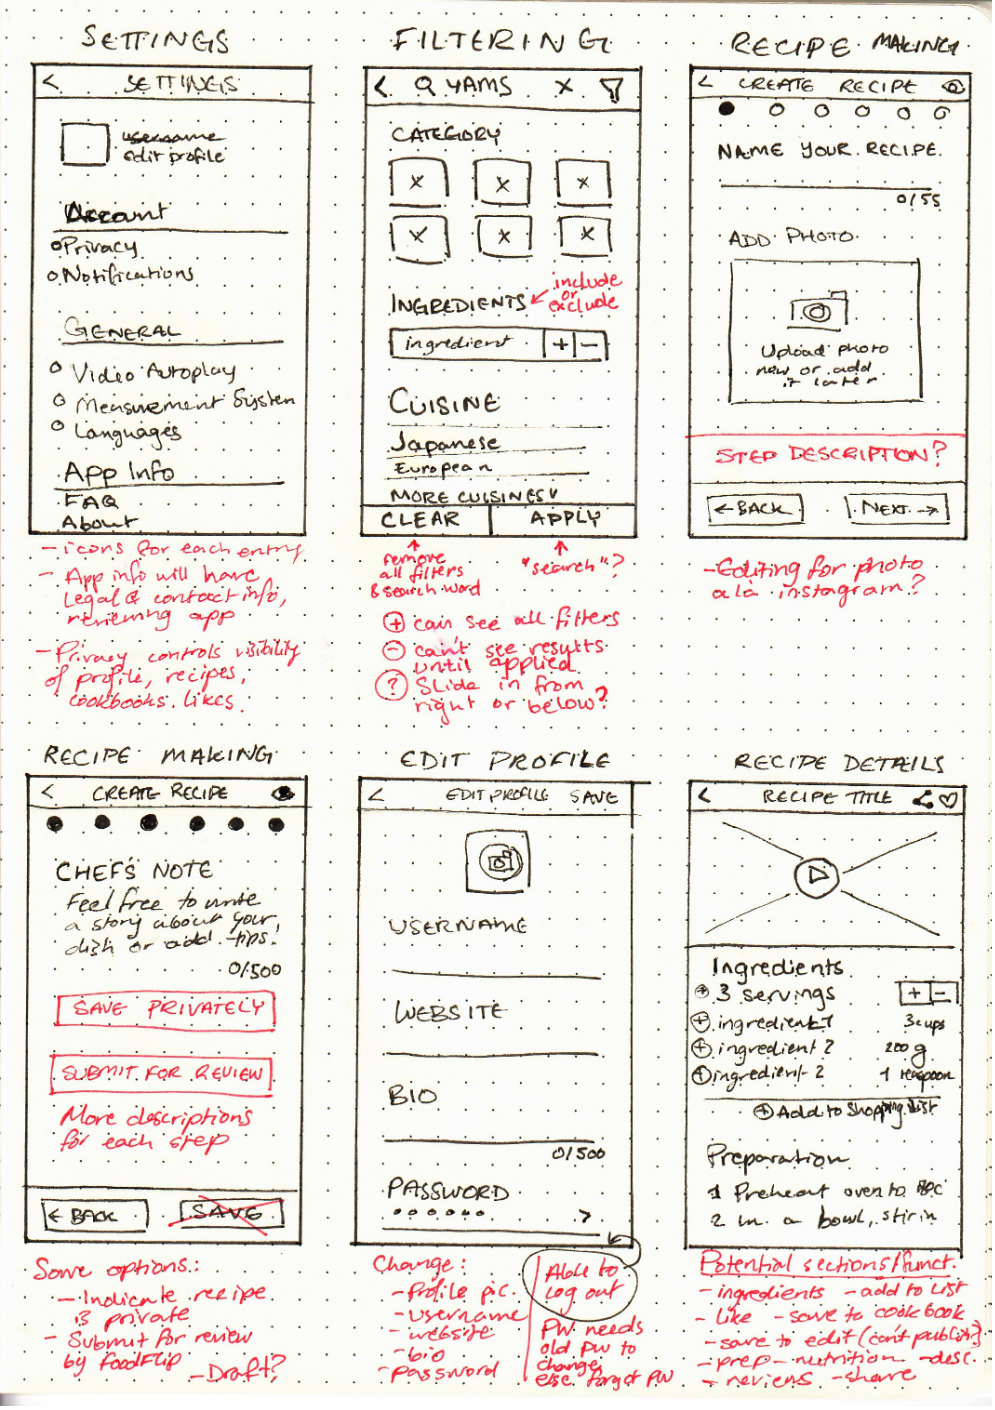 SETTINGS
< SETTINGS
username
edit profile
Account
Privacy
Notifications
GENERAL
Video Autoplay
Measurement System
Languages
App Info
FAQ
About
- icons for each entry
- App info will have
legal & contact info,
reviewing app
- Privacy controls visibility
of profile, recipes,
cookbooks. likes.
FILTERING
< Q YAMS X
CATEGORY
X X X
X X X
INGREDIENTS
include
or
exclude
ingredient + -
CUISINE
Japanese
European
MORE CUISINES
CLEAR APPLY
remove
all filters
& search word
"search"?
+ can see all filters
- can't see results
until applied
? Slide in from
right or below?
RECIPE MAKING
< CREATE RECIPE
NAME YOUR RECIPE
0/55
ADD PHOTO
Upload photo
now or add
it later
STEP DESCRIPTION?
← BACK NEXT →
- Editing for photo
a la instagram?
RECIPE MAKING
< CREATE RECIPE
CHEF'S NOTE
Feel free to write
a story about your
dish or add tips!
0/500
SAVE PRIVATELY
SUBMIT FOR REVIEW
More descriptions
for each step
← BACK SAVE
Save options:
- Indicate recipe
is private
- Submit for review
by FoodFlip
- Draft?
EDIT PROFILE
< EDIT PROFILE SAVE
USERNAME
WEBSITE
BIO
0/500
PASSWORD
>
Change:
- Profile pic.
- username
- website
- bio
- password
Able to
log out
PW needs
old pw to
change,
else forgot PW
RECIPE DETAILS
< RECIPE TITLE
Ingredients
3 servings + -
+ ingredient 1 3 cups
+ ingredient 2 200 g
+ ingredient 2 1 teaspoon
+ Add to shopping list
Preparation
1 Preheat oven to
2 In a bowl, stir in
Potential sections/funct.
- ingredients - add to list
- Like - save to cookbook
- save to edit (can't publish?)
- prep - nutrition - desc.
- reviews - share